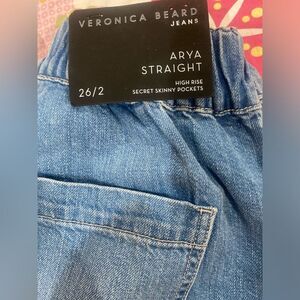 VERONICA BEARD
JEANS
ARYA
STRAIGHT
HIGH RISE
26/2
SECRET SKINNY POCKETS